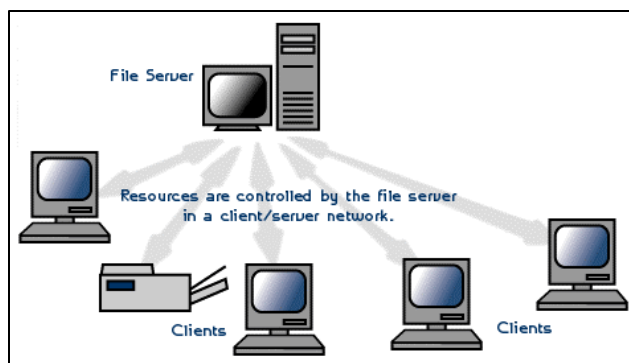 File Server
Resources are controlled by the file server
in a client/server network.
Clients
Clients